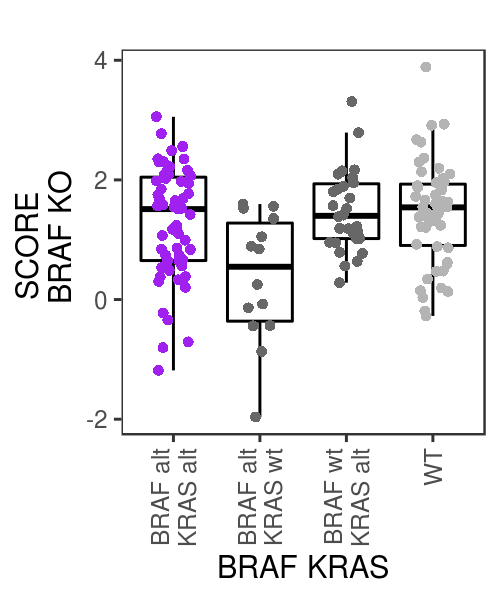 SCORE
BRAF KO
4
2
0
-2
BRAF alt
KRAS alt
BRAF alt
KRAS wt
BRAF wt
KRAS alt
WT
BRAF KRAS